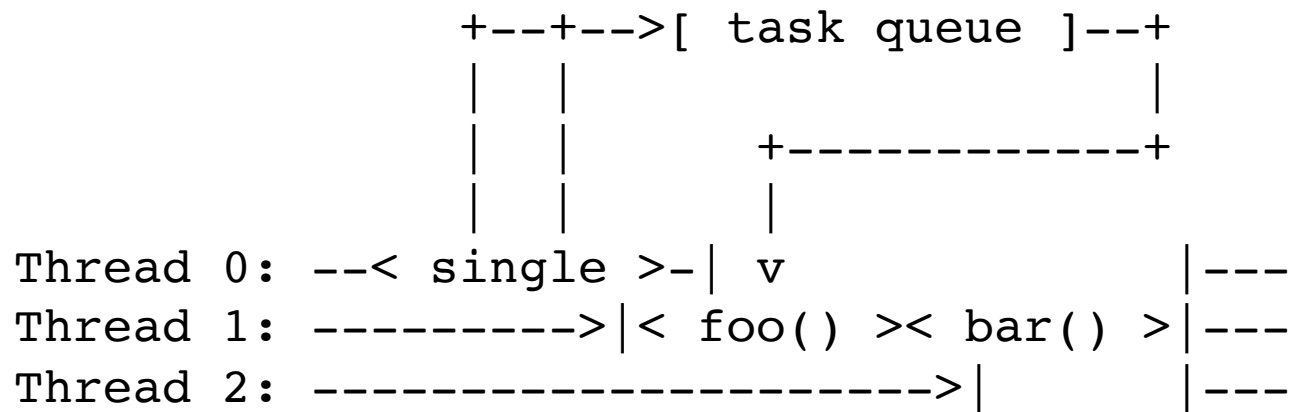 +--+-->[ task queue ]--+
          |  |                   |
          |  |      +------------+
          |  |      |
Thread 0: --< single >-| v             |---
Thread 1: --------->|< foo() >< bar() >|---
Thread 2: --------------------->|      |---